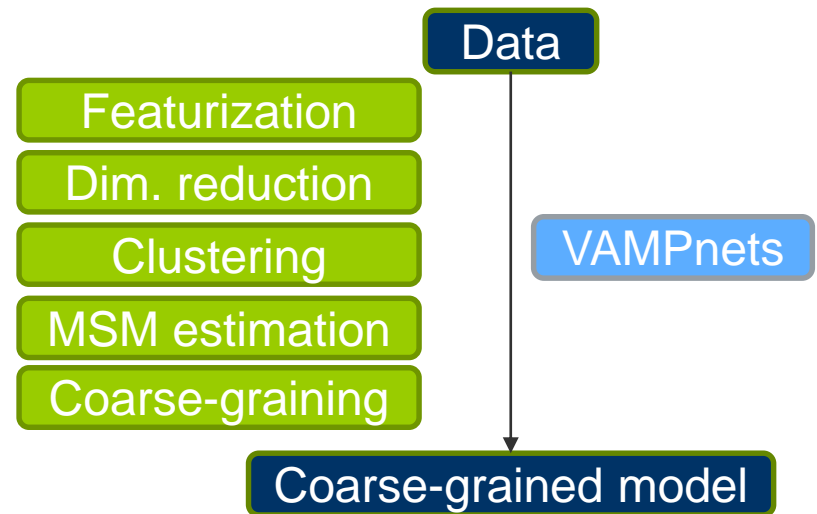 Data
Featurization
Dim. reduction
Clustering
VAMPnets
MSM estimation
Coarse-graining
Coarse-grained model